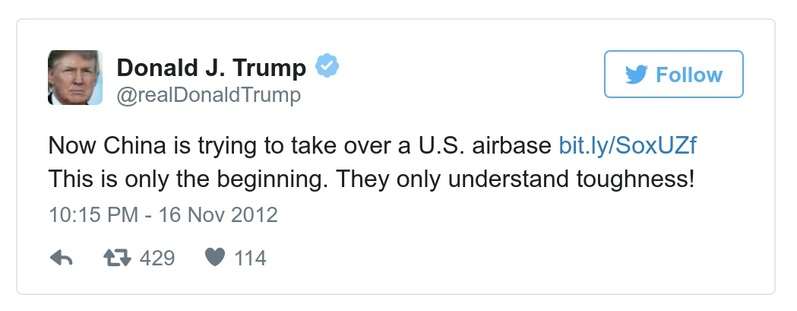 Donald J. Trump
@realDonaldTrump
Follow
Now China is trying to take over a U.S. airbase bit.ly/SoxUZf
This is only the beginning. They only understand toughness!
10:15 PM - 16 Nov 2012
429 114